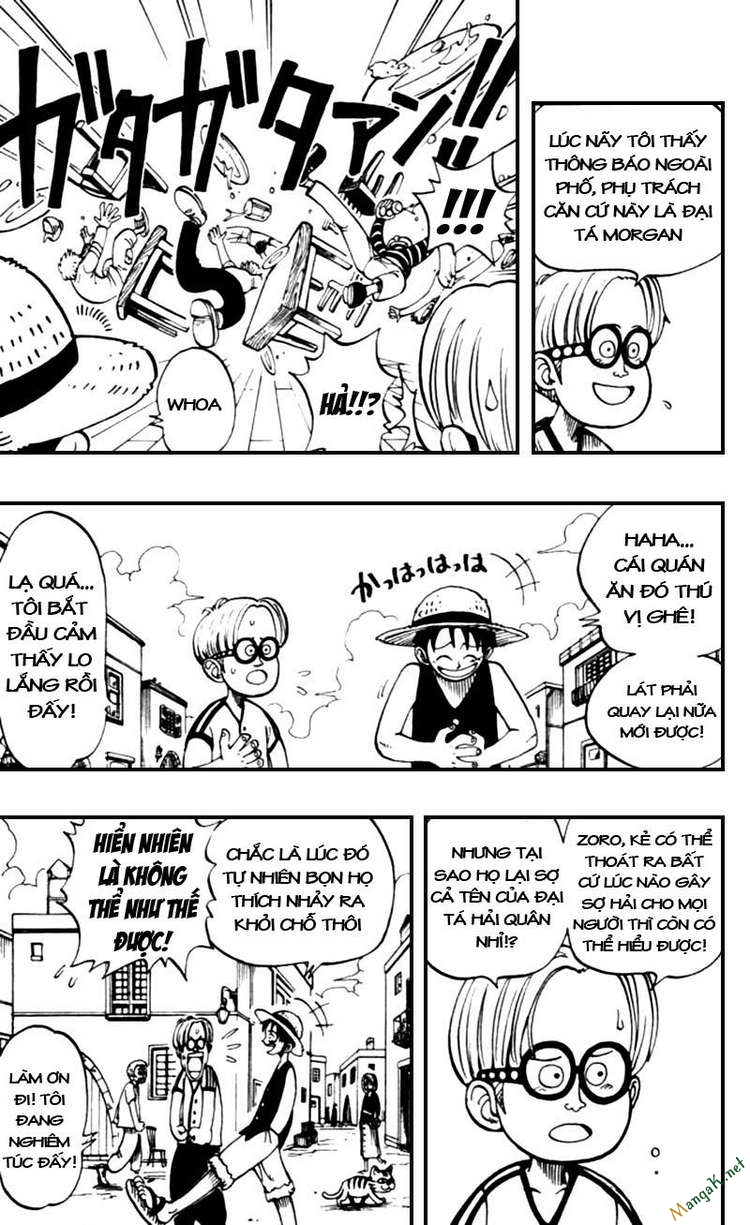 LÚC NÃY TÔI THẤY
THÔNG BÁO NGOÀI
PHỐ, PHỤ TRÁCH
CĂN CỨ NÀY LÀ ĐẠI
TÁ MORGAN
ガタガタアン!!
!!!
HẢ!!?
WHOA
HAHA...
CÁI QUÁN
ĂN ĐÓ THÚ
VỊ GHÊ!
LÁT PHẢI
QUAY LẠI NỮA
MỚI ĐƯỢC!
かっはっはっは
LẠ QUÁ...
TÔI BẮT
ĐẦU CẢM
THẤY LO
LẮNG RỒI
ĐẤY!
ZORO, KẺ CÓ THỂ
THOÁT RA BẤT
CỨ LÚC NÀO GÂY
SỢ HẢI CHO MỌI
NGƯỜI THÌ CÒN CÓ
THỂ HIỂU ĐƯỢC!
NHƯNG TẠI
SAO HỌ LẠI SỢ
CẢ TÊN CỦA ĐẠI
TÁ HẢI QUÂN
NHỈ!?
CHẮC LÀ LÚC ĐÓ
TỰ NHIÊN BỌN HỌ
THÍCH NHẢY RA
KHỎI CHỖ THÔI
HIỂN NHIÊN
LÀ KHÔNG
THỂ NHƯ THẾ
ĐƯỢC!
LÀM ƠN
ĐI! TÔI
ĐANG
NGHIÊM
TÚC ĐẤY!
MangaK.net